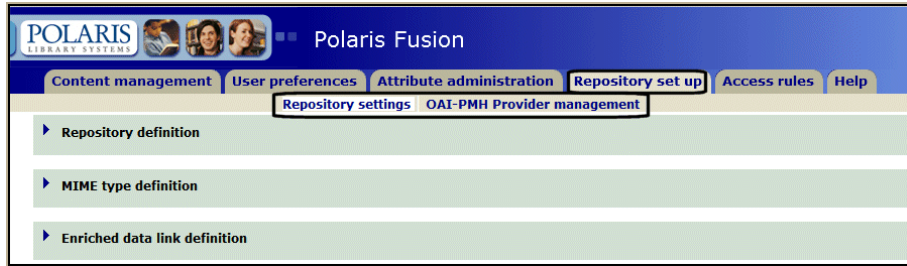 POLARIS
LIBRARY SYSTEMS
Polaris Fusion
Content management User preferences Attribute administration Repository set up Access rules Help
Repository settings OAI-PMH Provider management
Repository definition
MIME type definition
Enriched data link definition